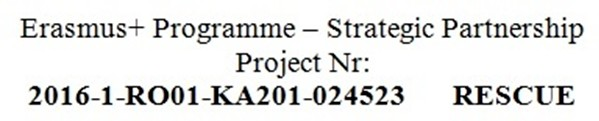 Erasmus+ Programme – Strategic Partnership
Project Nr:
2016-1-RO01-KA201-024523 RESCUE